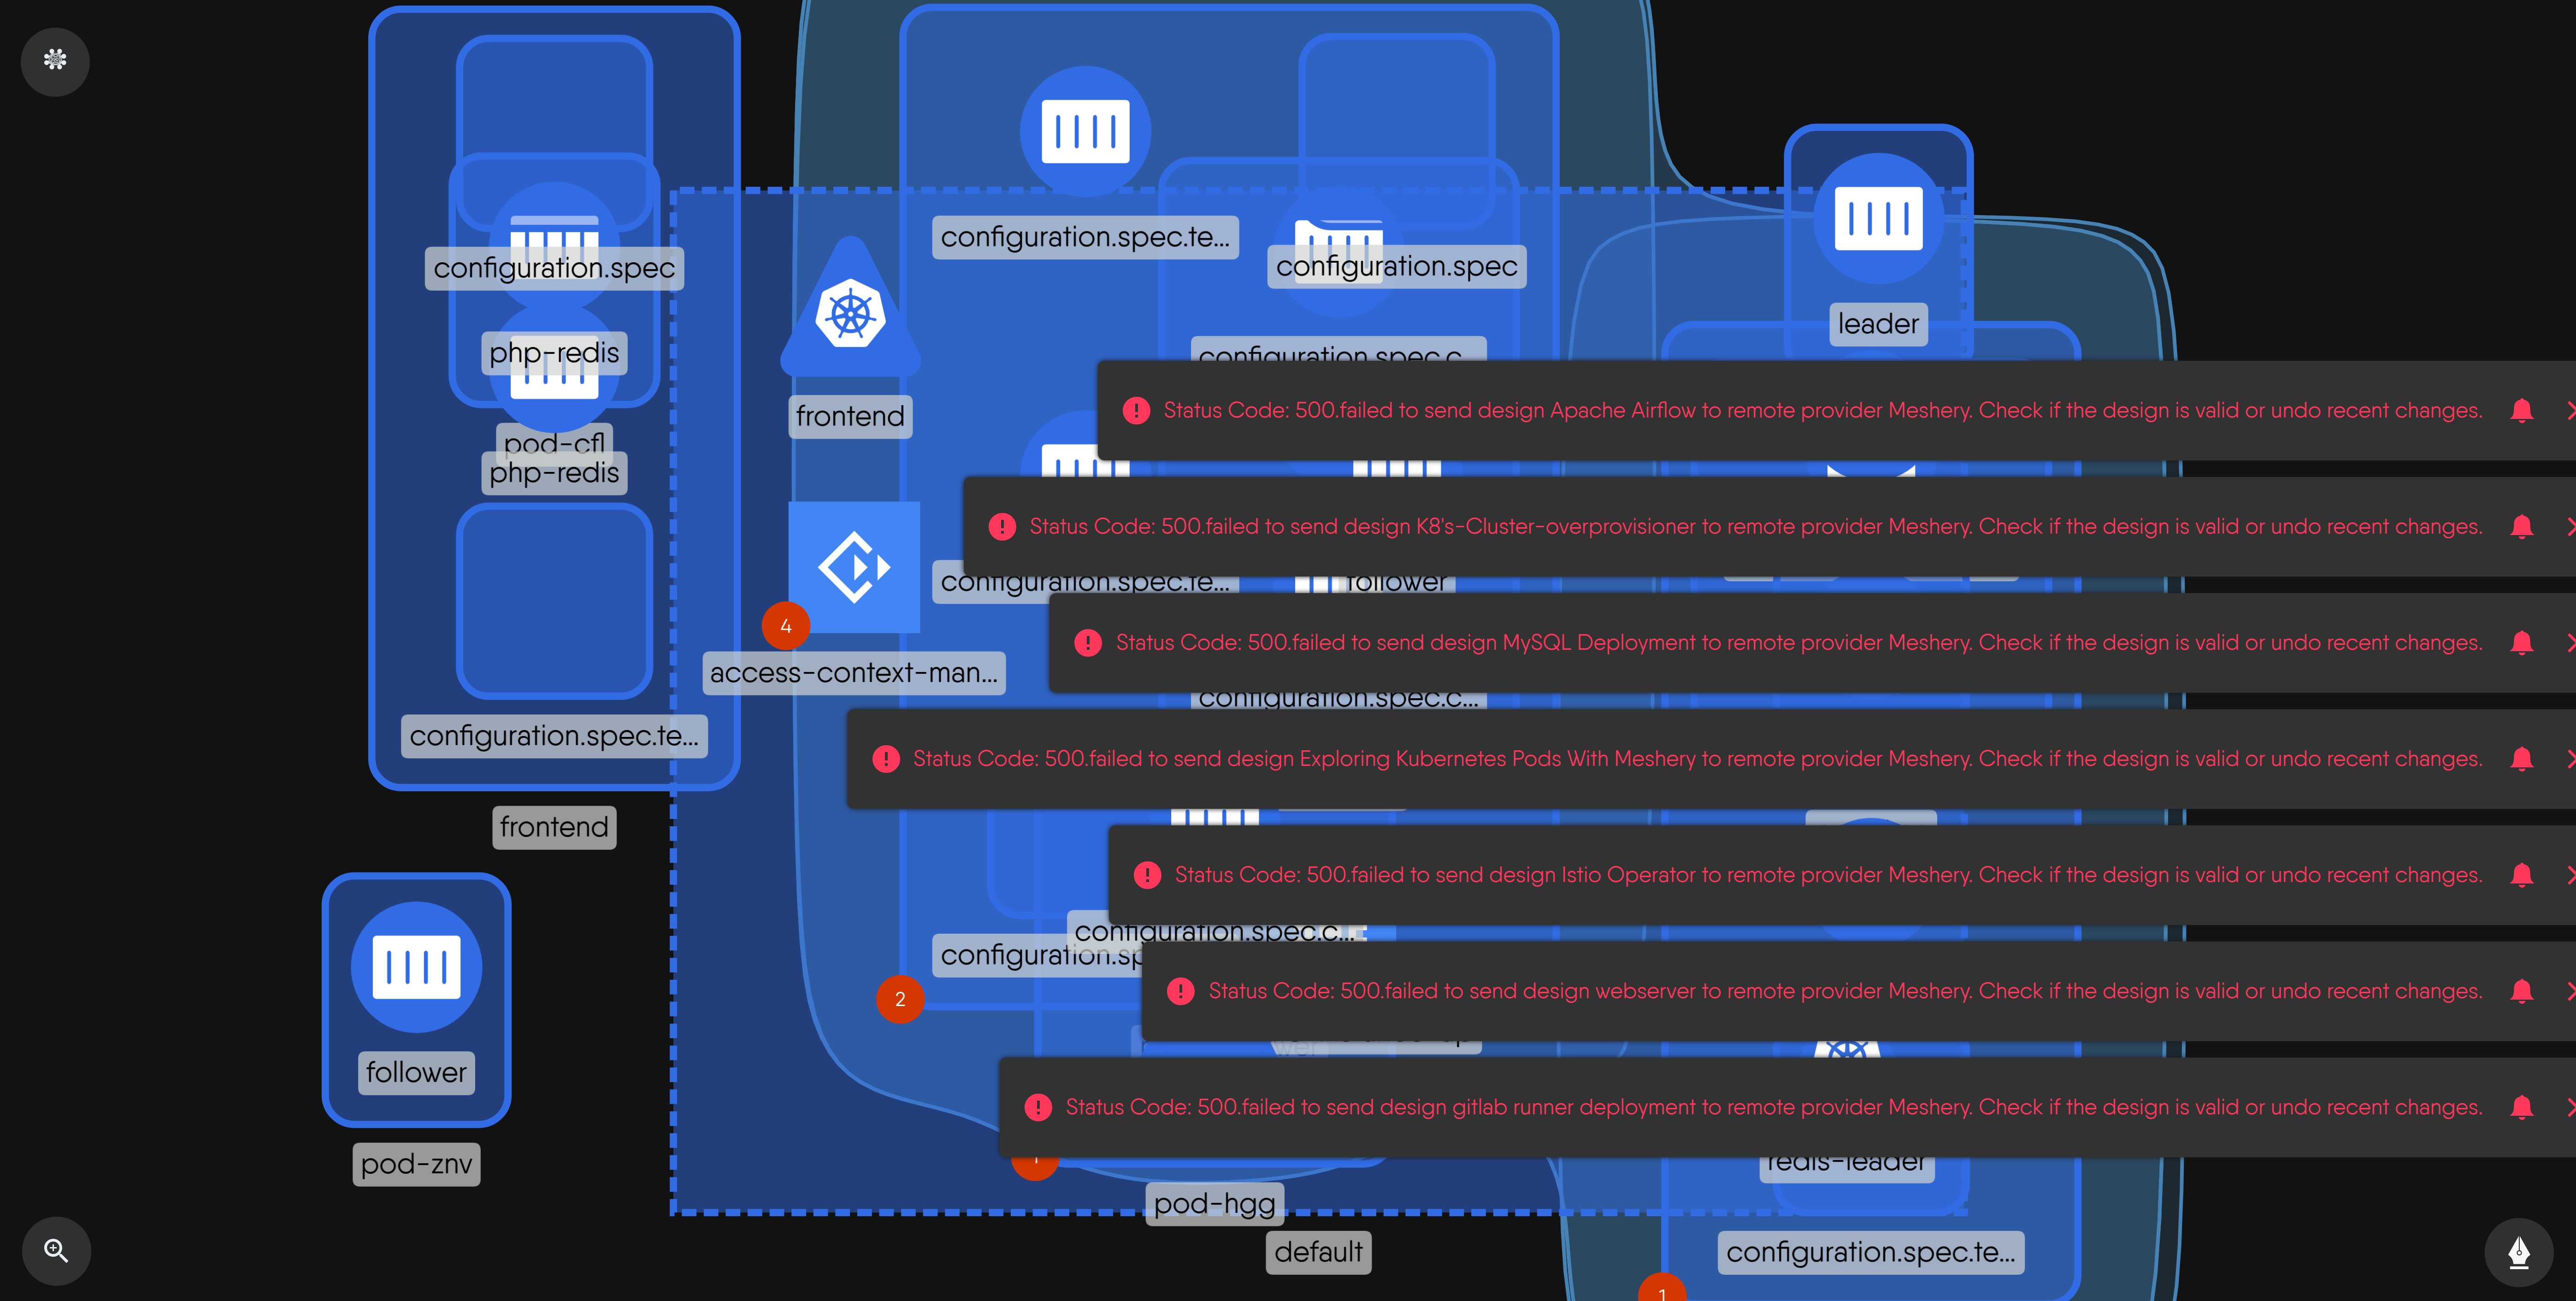 configuration.spec.te...
configuration.spec
configuration.spec
leader
php-redis
configuration.spec.c...
frontend
Status Code: 500.failed to send design Apache Airflow to remote provider Meshery. Check if the design is valid or undo recent changes.
pod-cfl
php-redis
Status Code: 500.failed to send design K8's-Cluster-overprovisioner to remote provider Meshery. Check if the design is valid or undo recent changes.
configuration.spec.te...
follower
4
Status Code: 500.failed to send design MySQL Deployment to remote provider Meshery. Check if the design is valid or undo recent changes.
access-context-man...
configuration.spec.c...
configuration.spec.te...
Status Code: 500.failed to send design Exploring Kubernetes Pods With Meshery to remote provider Meshery. Check if the design is valid or undo recent changes.
frontend
Status Code: 500.failed to send design Istio Operator to remote provider Meshery. Check if the design is valid or undo recent changes.
configuration.spec.c...
configuration.sp
2
Status Code: 500.failed to send design webserver to remote provider Meshery. Check if the design is valid or undo recent changes.
follower
Status Code: 500.failed to send design gitlab runner deployment to remote provider Meshery. Check if the design is valid or undo recent changes.
pod-znv
redis-leader
pod-hgg
default
configuration.spec.te...
1